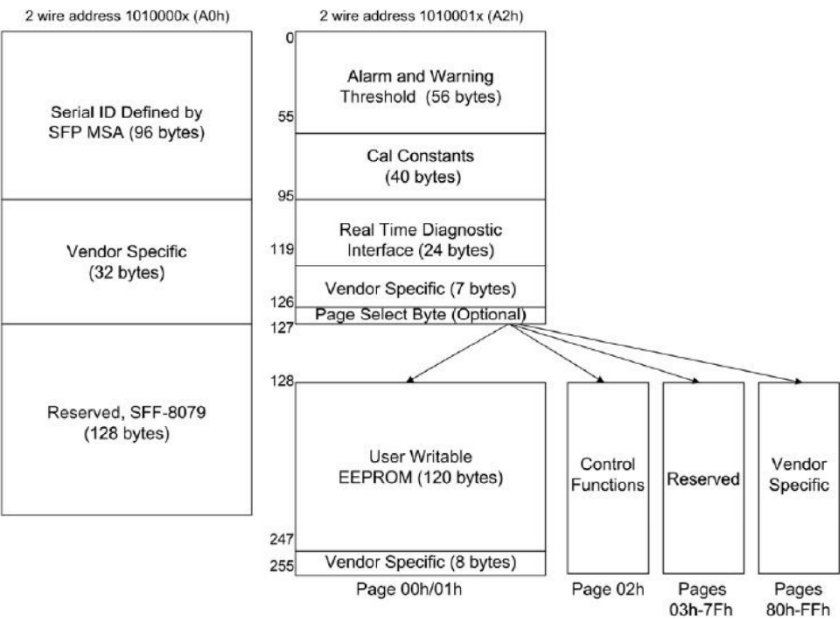 2 wire address 1010000x (A0h)
Serial ID Defined by
SFP MSA (96 bytes)
Vendor Specific
(32 bytes)
Reserved, SFF-8079
(128 bytes)
2 wire address 1010001x (A2h)
0
Alarm and Warning
Threshold (56 bytes)
55
Cal Constants
(40 bytes)
95
Real Time Diagnostic
Interface (24 bytes)
119
Vendor Specific (7 bytes)
126
Page Select Byte (Optional)
127
128
User Writable
EEPROM (120 bytes)
247
Vendor Specific (8 bytes)
255
Page 00h/01h
Control
Functions
Page 02h
Reserved
Pages
03h-7Fh
Vendor
Specific
Pages
80h-FFh